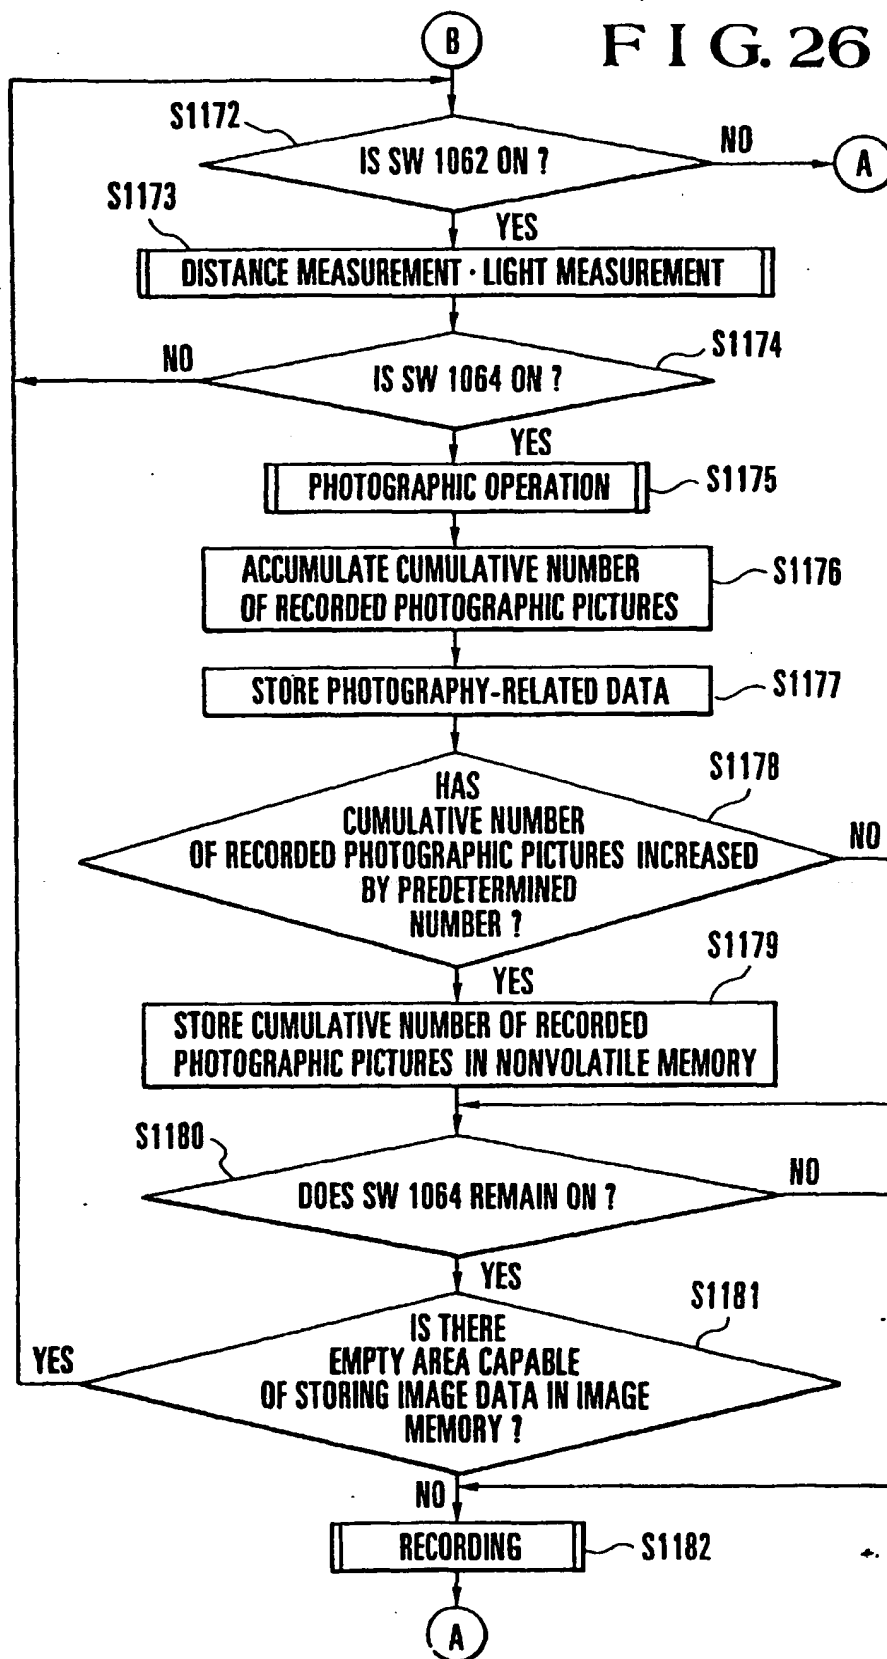 B
F I G. 26
S1172
IS SW 1062 ON ?
NO
A
S1173
YES
DISTANCE MEASUREMENT · LIGHT MEASUREMENT
S1174
NO
IS SW 1064 ON ?
YES
PHOTOGRAPHIC OPERATION
S1175
ACCUMULATE CUMULATIVE NUMBER
OF RECORDED PHOTOGRAPHIC PICTURES
S1176
STORE PHOTOGRAPHY-RELATED DATA
S1177
S1178
HAS
CUMULATIVE NUMBER
OF RECORDED PHOTOGRAPHIC PICTURES INCREASED
BY PREDETERMINED
NUMBER ?
NO
S1179
YES
STORE CUMULATIVE NUMBER OF RECORDED
PHOTOGRAPHIC PICTURES IN NONVOLATILE MEMORY
S1180
DOES SW 1064 REMAIN ON ?
NO
YES
S1181
IS THERE
EMPTY AREA CAPABLE
OF STORING IMAGE DATA IN IMAGE
MEMORY ?
YES
NO
RECORDING
S1182
A